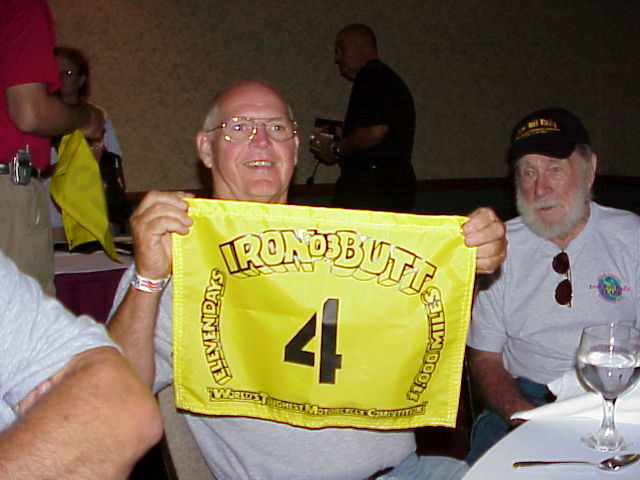 IRON '03 BUTT
ELEVEN DAYS
4
11,000 MILES
"WORLD'S TOUGHEST MOTORCYCLE COMPETITION"